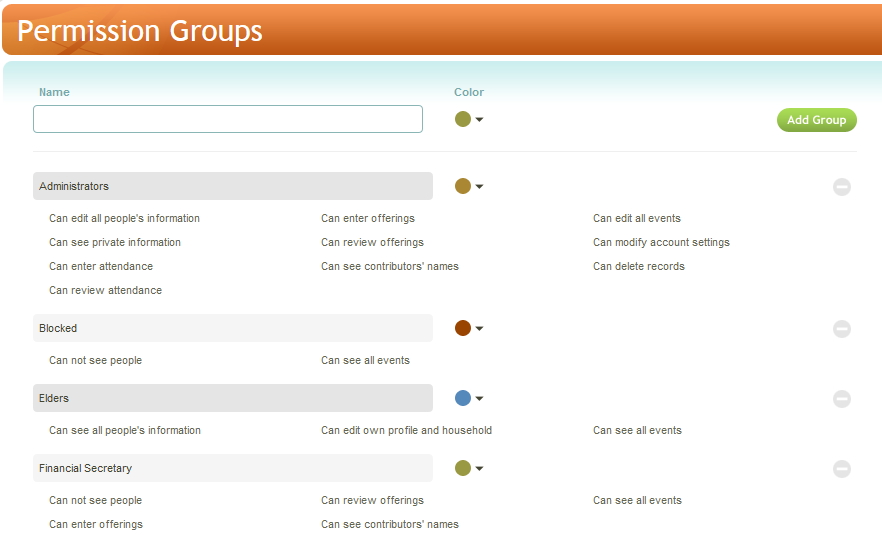 Permission Groups
Name Color
Add Group
Administrators
Can edit all people's information Can enter offerings Can edit all events
Can see private information Can review offerings Can modify account settings
Can enter attendance Can see contributors' names Can delete records
Can review attendance
Blocked
Can not see people Can see all events
Elders
Can see all people's information Can edit own profile and household Can see all events
Financial Secretary
Can not see people Can review offerings Can see all events
Can enter offerings Can see contributors' names